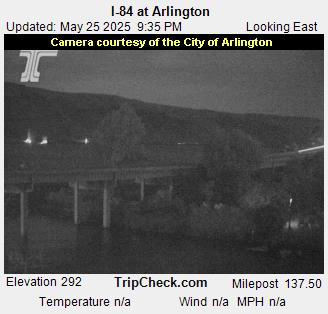 I-84 at Arlington
Updated: May 25 2025 9:35 PM Looking East
Camera courtesy of the City of Arlington
Elevation 292 TripCheck.com Milepost 137.50
Temperature n/a Wind n/a MPH n/a